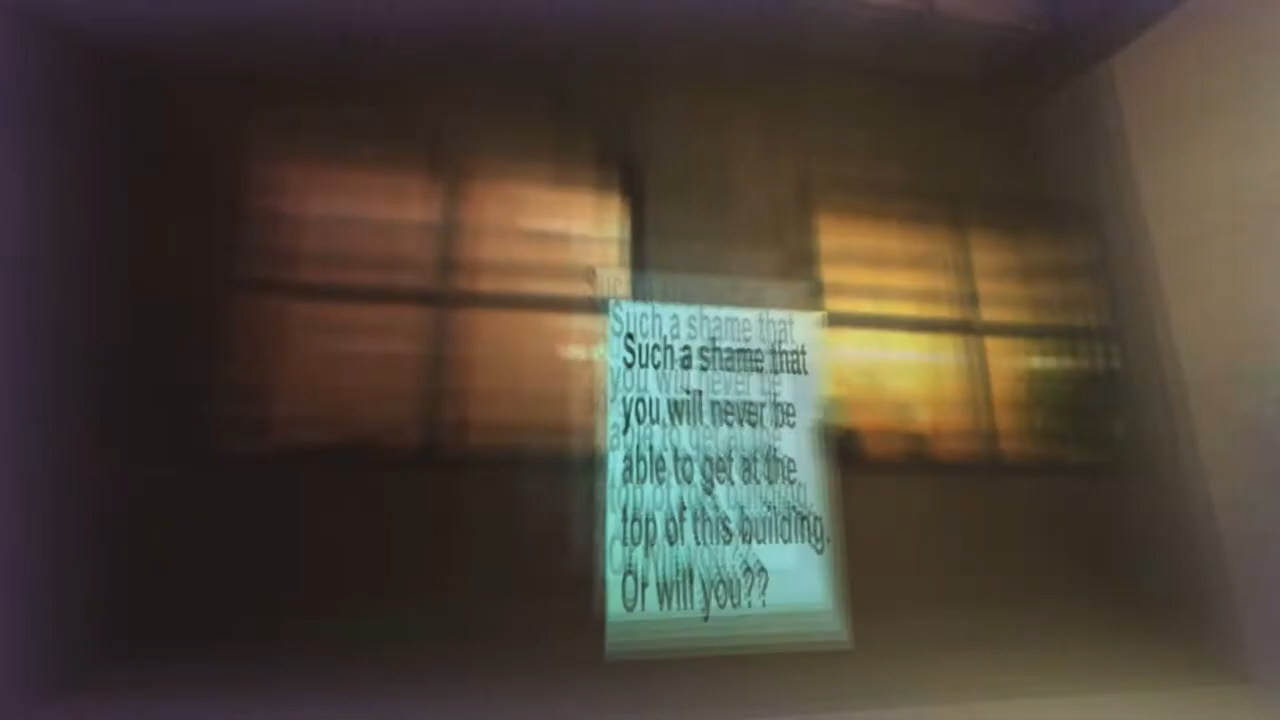 Such a shame that
you will never be
able to get at the
top of this building.
Or will you??